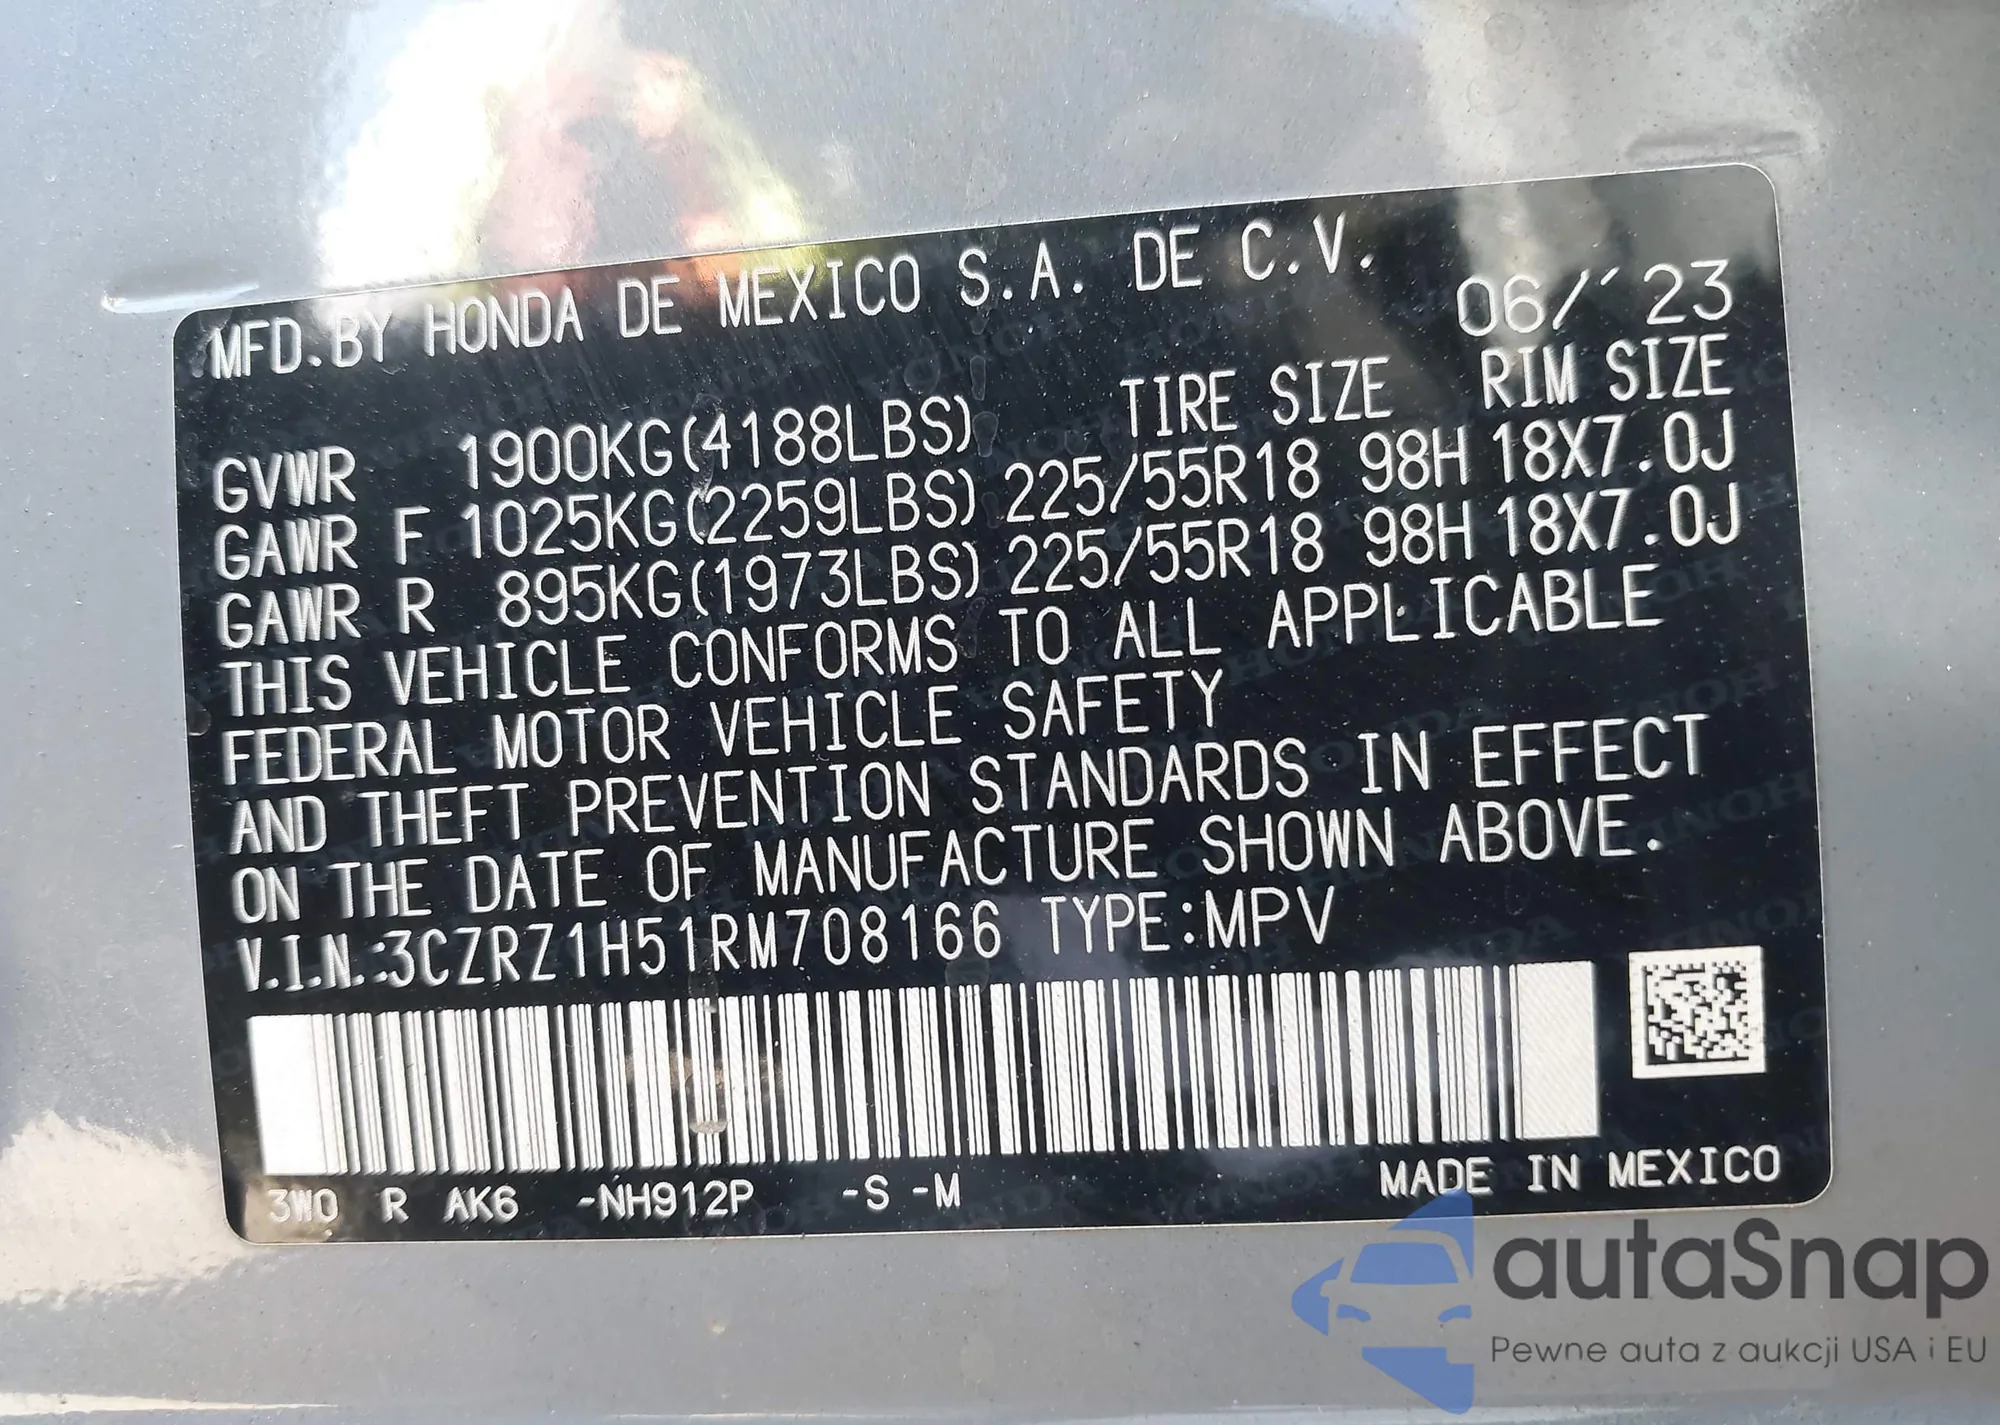 MFD.BY HONDA DE MEXICO S.A. DE C.V.
06/'23
TIRE SIZE RIM SIZE
GVWR 1900KG(4188LBS)
GAWR F 1025KG(2259LBS) 225/55R18 98H 18X7.0J
GAWR R 895KG(1973LBS) 225/55R18 98H 18X7.0J
THIS VEHICLE CONFORMS TO ALL APPLICABLE
FEDERAL MOTOR VEHICLE SAFETY
AND THEFT PREVENTION STANDARDS IN EFFECT
ON THE DATE OF MANUFACTURE SHOWN ABOVE.
V.I.N.:3CZRZ1H51RM708166 TYPE:MPV
3W0 R AK6 -NH912P -S -M
MADE IN MEXICO
autaSnap
Pewne auta z aukcji USA i EU